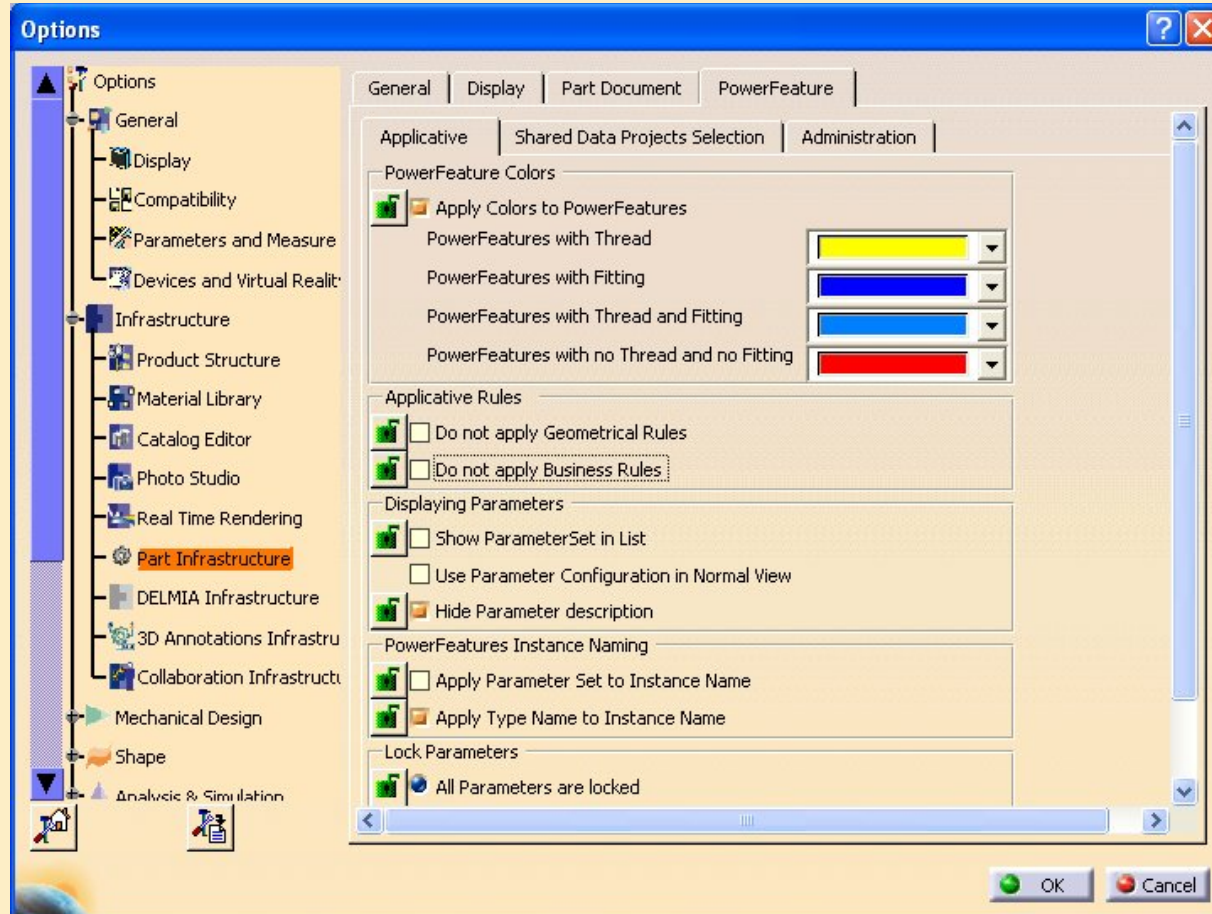 Options
Options
General
Display
Compatibility
Parameters and Measure
Devices and Virtual Realit
Infrastructure
Product Structure
Material Library
Catalog Editor
Photo Studio
Real Time Rendering
Part Infrastructure
DELMIA Infrastructure
3D Annotations Infrastru
Collaboration Infrastructu
Mechanical Design
Shape
Analysis & Simulation
General Display Part Document PowerFeature
Applicative Shared Data Projects Selection Administration
PowerFeature Colors
Apply Colors to PowerFeatures
PowerFeatures with Thread
PowerFeatures with Fitting
PowerFeatures with Thread and Fitting
PowerFeatures with no Thread and no Fitting
Applicative Rules
Do not apply Geometrical Rules
Do not apply Business Rules
Displaying Parameters
Show ParameterSet in List
Use Parameter Configuration in Normal View
Hide Parameter description
PowerFeatures Instance Naming
Apply Parameter Set to Instance Name
Apply Type Name to Instance Name
Lock Parameters
All Parameters are locked
OK Cancel